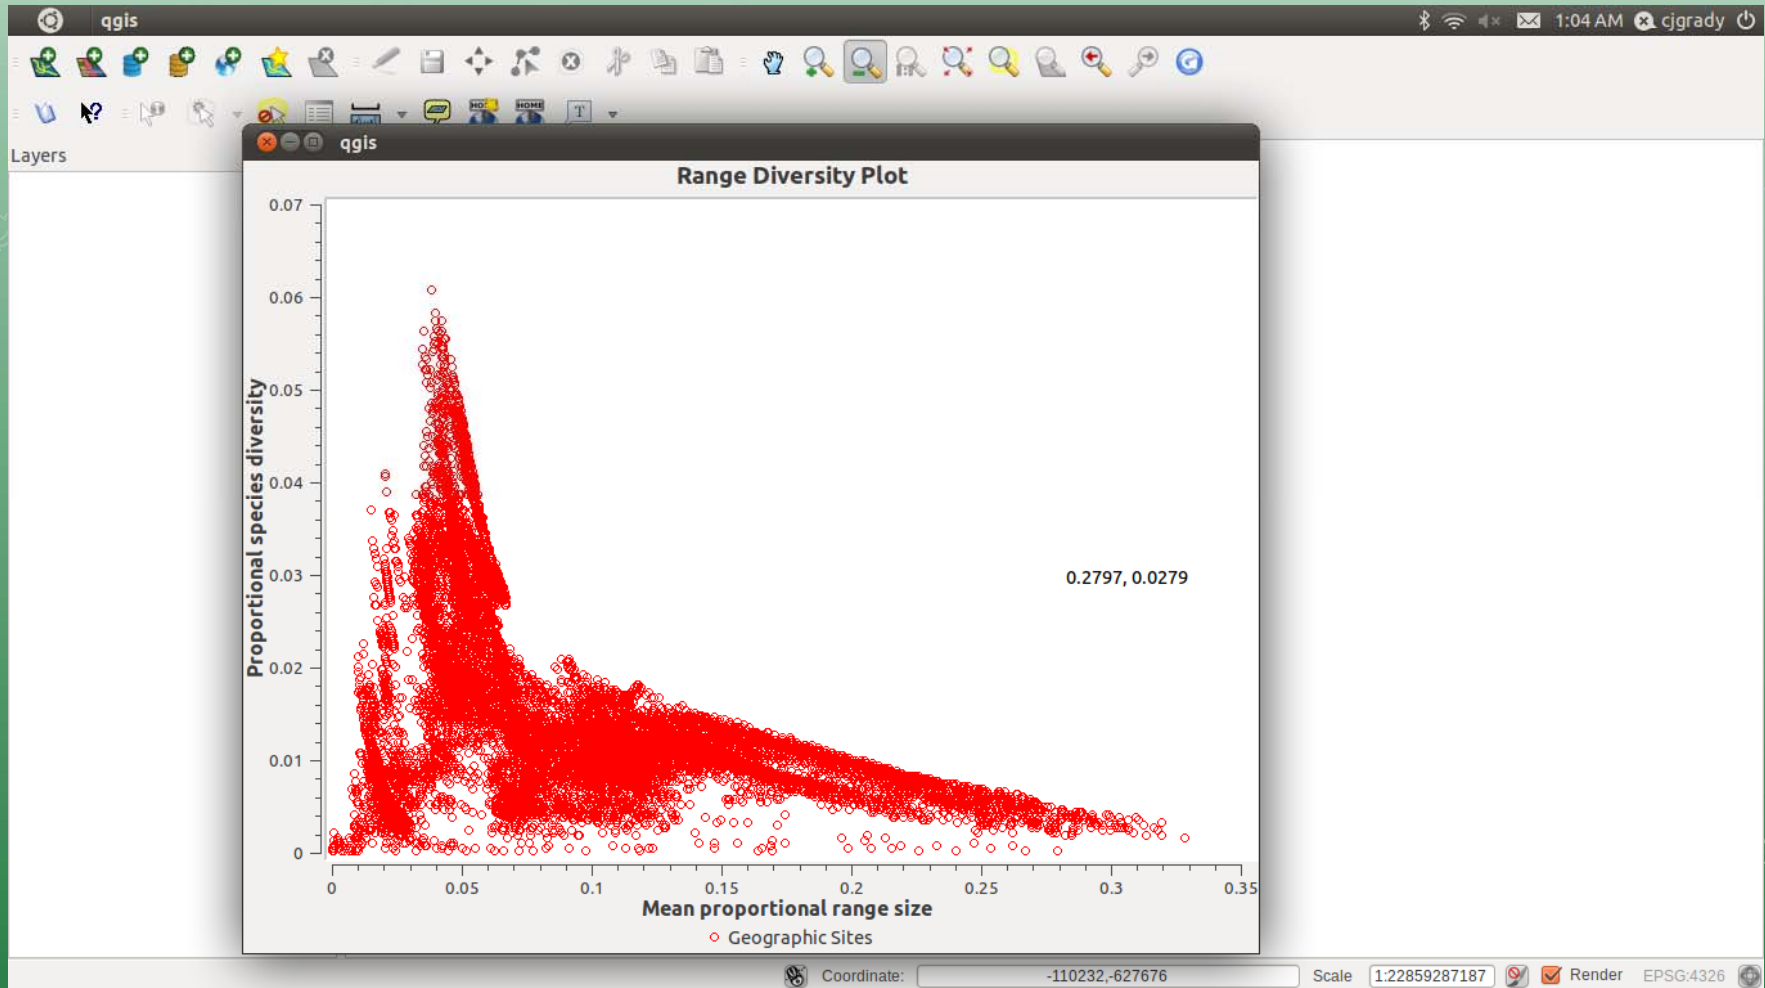 qgis
1:04 AM cjgrady
HOME
T
Layers
qgis
Range Diversity Plot
0.07
0.06
0.05
0.04
0.03
0.02
0.01
0
Proportional species diversity
0.2797, 0.0279
0 0.05 0.1 0.15 0.2 0.25 0.3 0.35
Mean proportional range size
Geographic Sites
Coordinate: -110232,-627676 Scale 1:22859287187 Render EPSG:4326